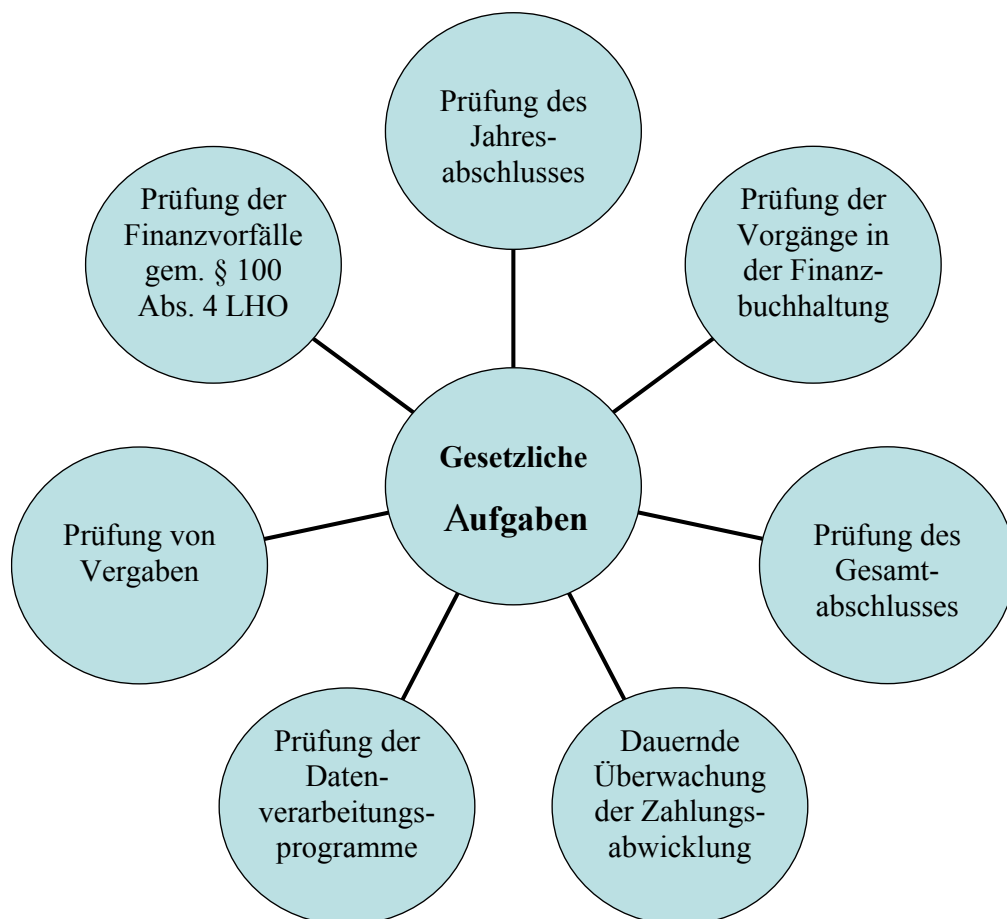 Prüfung des
Jahres-
abschlusses
Prüfung der
Vorgänge in
der Finanz-
buchhaltung
Prüfung des
Gesamt-
abschlusses
Dauernde
Überwachung
der Zahlungs-
abwicklung
Prüfung der
Daten-
verarbeitungs-
programme
Prüfung von
Vergaben
Prüfung der
Finanzvorfälle
gem. § 100
Abs. 4 LHO
Gesetzliche
Aufgaben